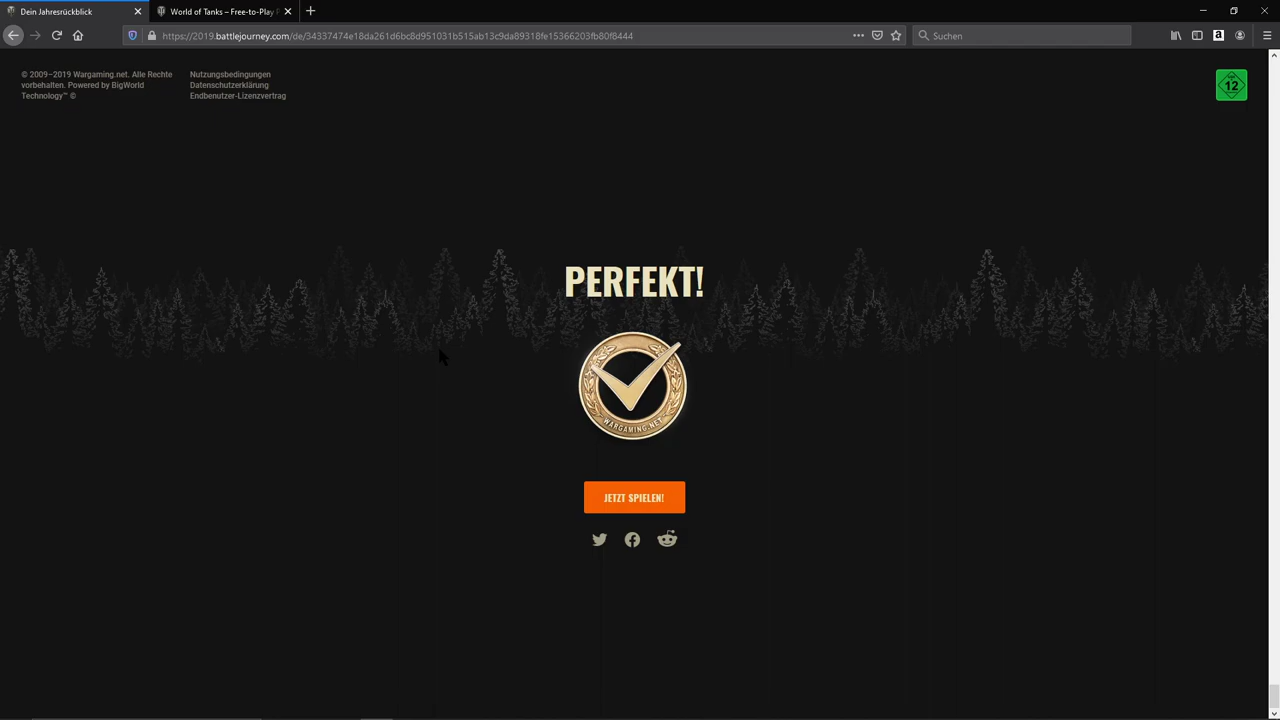 Dein Jahresrückblick
World of Tanks – Free-to-Play
https://2019.battlejourney.com/de/34337474e18da261d6bc8d951031b515ab13c9da89318fe15366203fb80f8444
Suchen
© 2009–2019 Wargaming.net. Alle Rechte
vorbehalten. Powered by BigWorld
Technology™ ©
Nutzungsbedingungen
Datenschutzerklärung
Endbenutzer-Lizenzvertrag
12
PERFEKT!
WARGAMING.NET
JETZT SPIELEN!